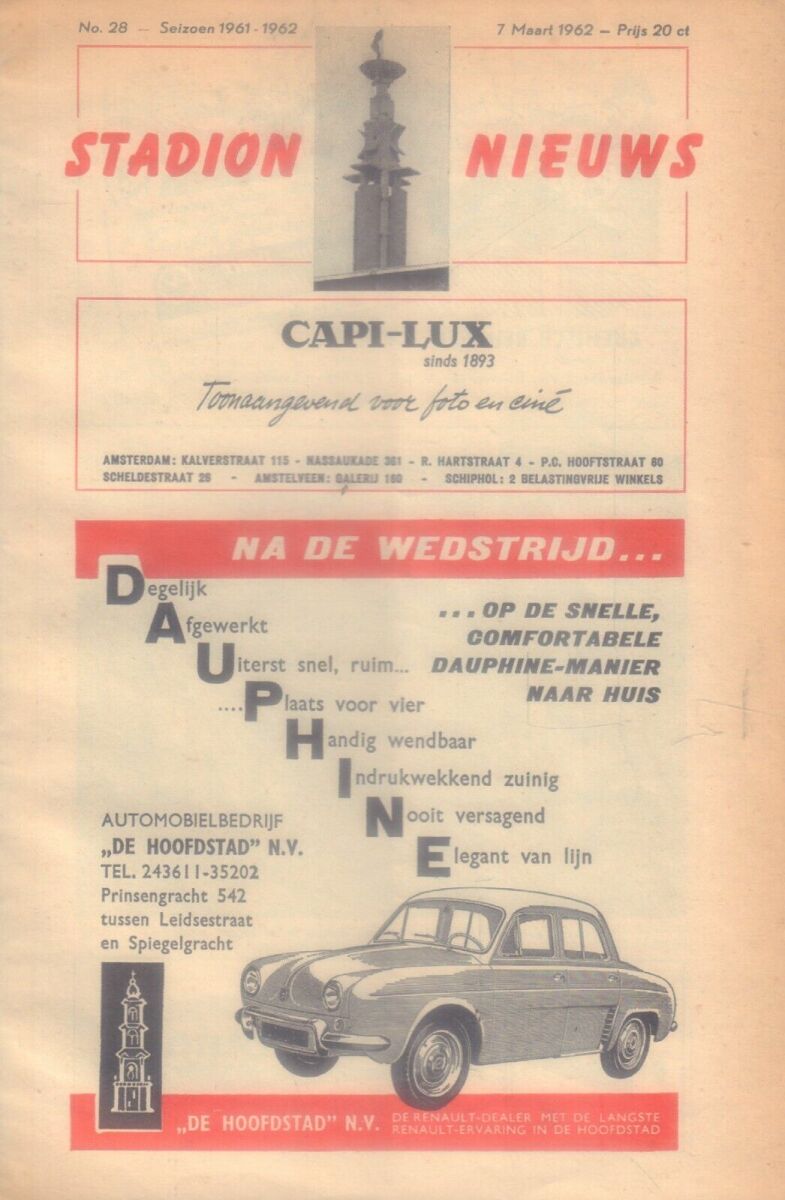 No. 28 — Seizoen 1961-1962
7 Maart 1962 — Prijs 20 ct
STADION NIEUWS
CAPI-LUX
sinds 1893
Toonaangevend voor foto en ciné
AMSTERDAM: KALVERSTRAAT 115 - NASSAUKADE 361 - R. HARTSTRAAT 4 - P.C. HOOFTSTRAAT 60
SCHELDESTRAAT 26 - AMSTELVEEN: GALERIJ 160 - SCHIPHOL: 2 BELASTINGVRIJE WINKELS
NA DE WEDSTRIJD...
Degelijk
Afgewerkt
Uiterst snel, ruim...
....Plaats voor vier
Handig wendbaar
Indrukwekkend zuinig
Nooit versagend
Elegant van lijn
...OP DE SNELLE,
COMFORTABELE
DAUPHINE-MANIER
NAAR HUIS
AUTOMOBIELBEDRIJF
„DE HOOFDSTAD” N.V.
TEL. 243611-35202
Prinsengracht 542
tussen Leidsestraat
en Spiegelgracht
„DE HOOFDSTAD” N.V.
DE RENAULT-DEALER MET DE LANGSTE
RENAULT-ERVARING IN DE HOOFDSTAD